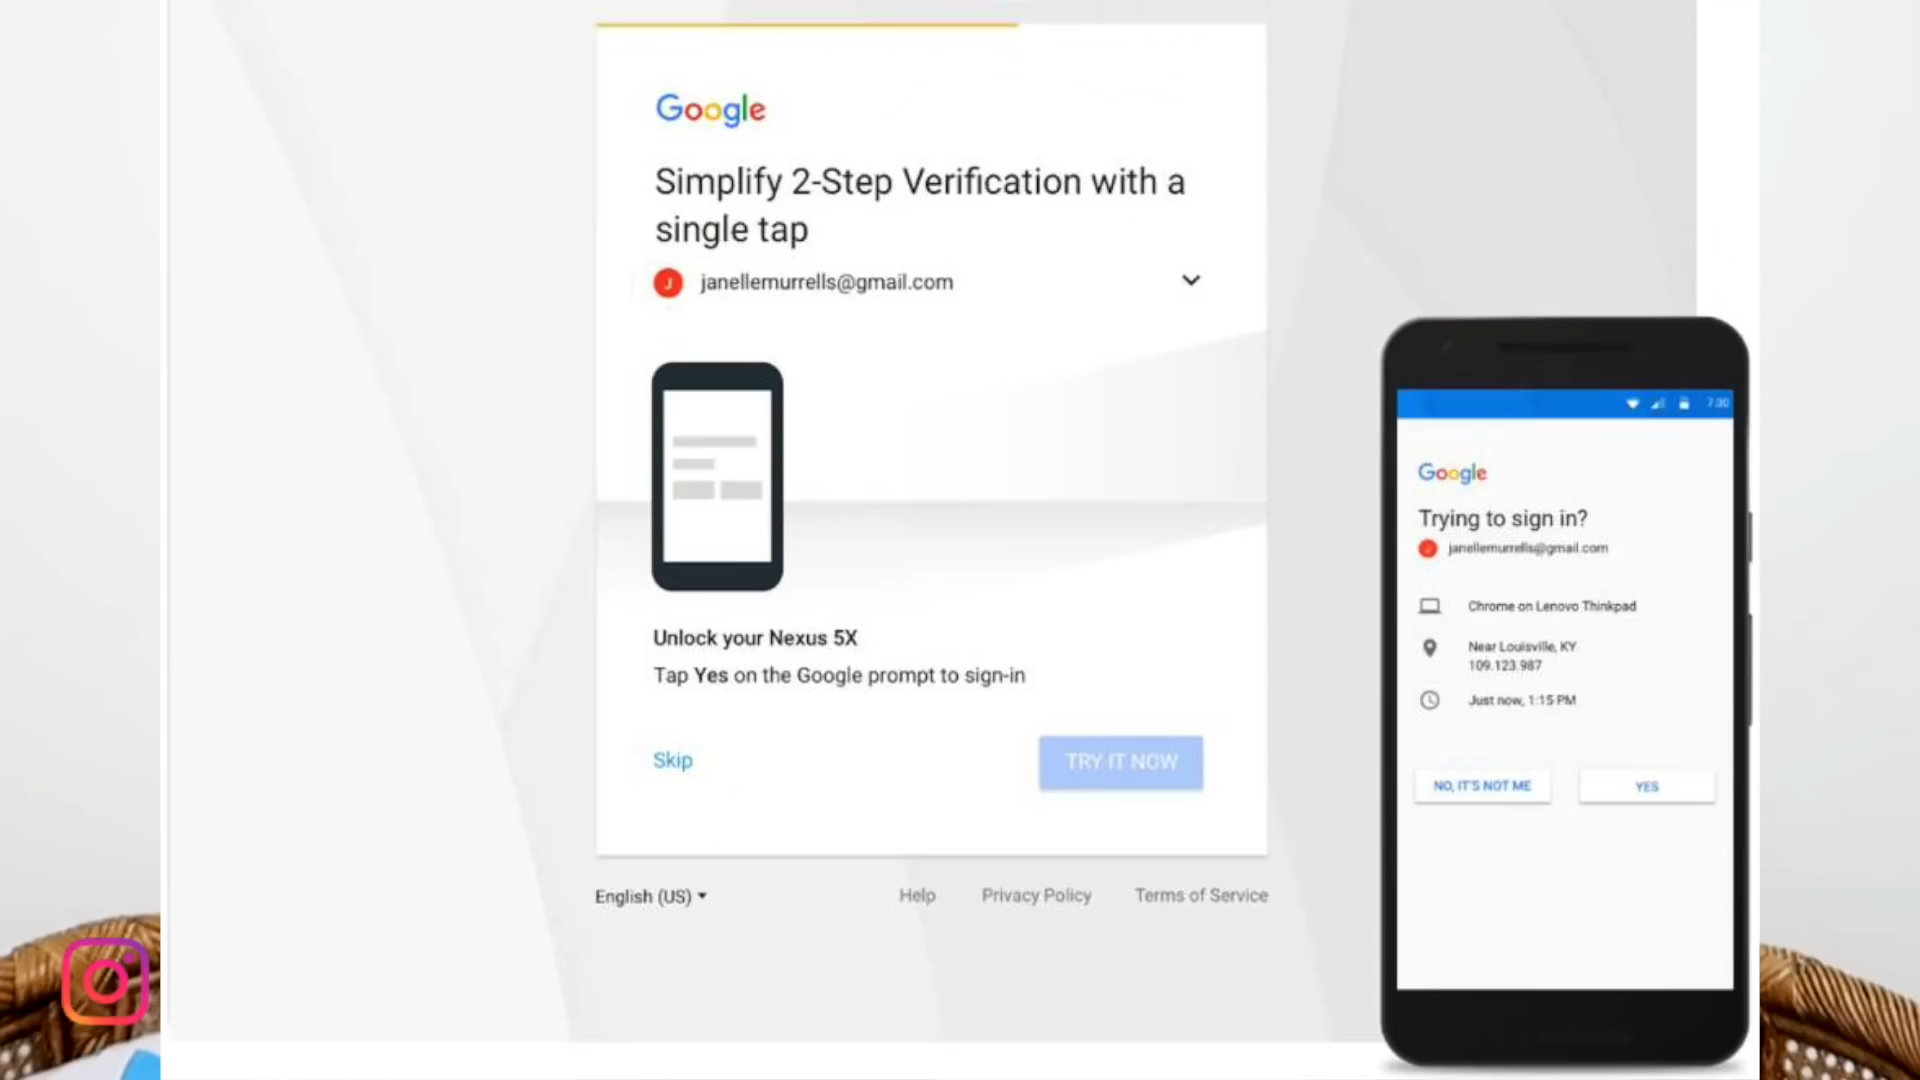 Google
Simplify 2-Step Verification with a
single tap
J
janellemurrells@gmail.com
Unlock your Nexus 5X
Tap Yes on the Google prompt to sign-in
Skip
TRY IT NOW
English (US)
Help
Privacy Policy
Terms of Service
7:00
Google
Trying to sign in?
janellemurrells@gmail.com
Chrome on Lenovo Thinkpad
Near Louisville, KY
109.123.987
Just now, 1:15 PM
NO, IT'S NOT ME
YES